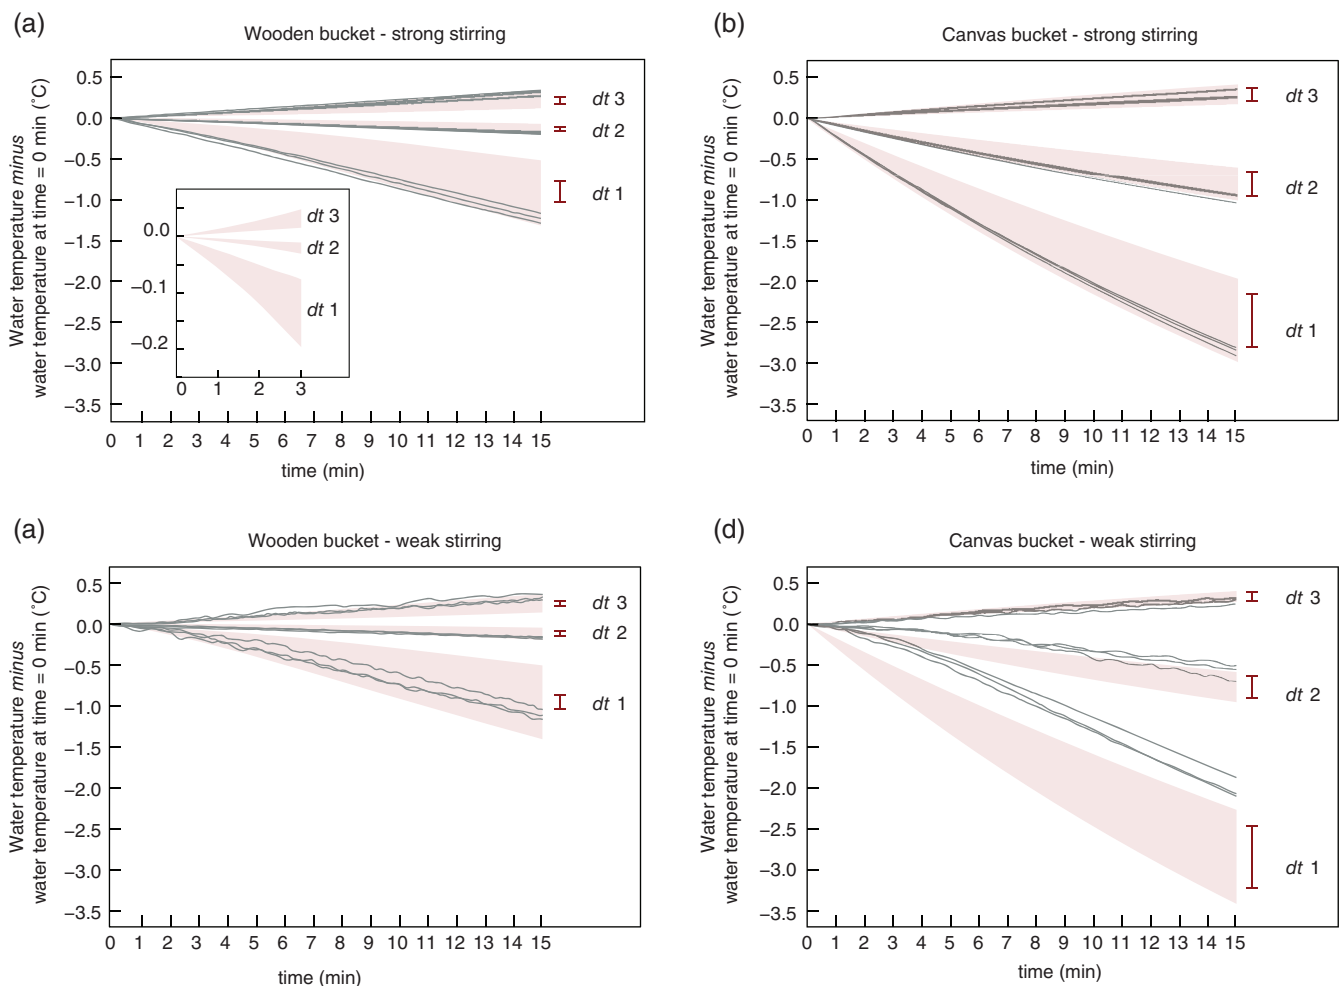 (a)
Wooden bucket - strong stirring
Water temperature minus
water temperature at time = 0 min (˚C)
0.5
0.0
−0.5
−1.0
−1.5
−2.0
−2.5
−3.0
−3.5
dt 3
dt 2
dt 1
0.0
−0.1
−0.2
dt 3
dt 2
dt 1
0 1 2 3
0 1 2 3 4 5 6 7 8 9 10 11 12 13 14 15
time (min)
(b)
Canvas bucket - strong stirring
Water temperature minus
water temperature at time = 0 min (˚C)
0.5
0.0
−0.5
−1.0
−1.5
−2.0
−2.5
−3.0
−3.5
dt 3
dt 2
dt 1
0 1 2 3 4 5 6 7 8 9 10 11 12 13 14 15
time (min)
(a)
Wooden bucket - weak stirring
Water temperature minus
water temperature at time = 0 min (˚C)
0.5
0.0
−0.5
−1.0
−1.5
−2.0
−2.5
−3.0
−3.5
dt 3
dt 2
dt 1
0 1 2 3 4 5 6 7 8 9 10 11 12 13 14 15
time (min)
(d)
Canvas bucket - weak stirring
Water temperature minus
water temperature at time = 0 min (˚C)
0.5
0.0
−0.5
−1.0
−1.5
−2.0
−2.5
−3.0
−3.5
dt 3
dt 2
dt 1
0 1 2 3 4 5 6 7 8 9 10 11 12 13 14 15
time (min)